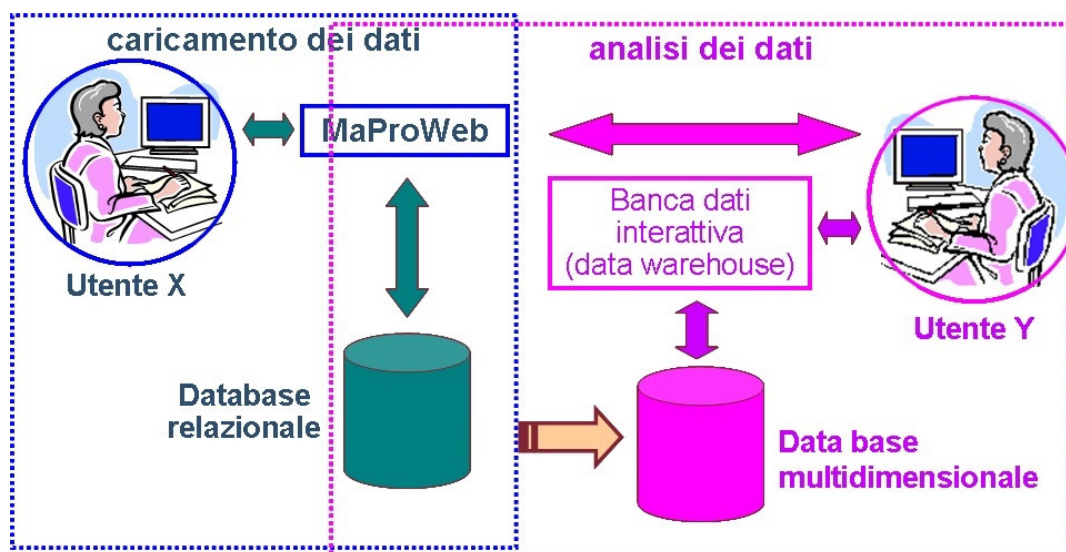 caricamento dei dati
analisi dei dati
MaProWeb
Banca dati
interattiva
(data warehouse)
Utente X
Utente Y
Database
relazionale
Data base
multidimensionale